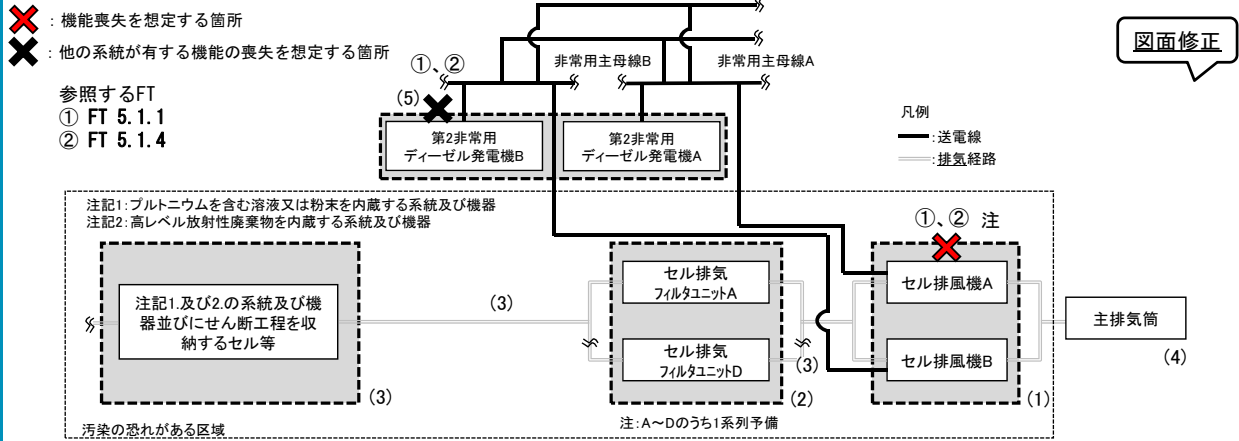 ：機能喪失を想定する箇所
：他の系統が有する機能の喪失を想定する箇所
図面修正
参照するFT
① FT 5.1.1
② FT 5.1.4
①、②
非常用主母線B
非常用主母線A
(5)
第2非常用
ディーゼル発電機B
第2非常用
ディーゼル発電機A
凡例
:送電線
:排気経路
注記1:プルトニウムを含む溶液又は粉末を内蔵する系統及び機器
注記2:高レベル放射性廃棄物を内蔵する系統及び機器
①、② 注
注記1.及び2.の系統及び機
器並びにせん断工程を収
納するセル等
(3)
(3)
セル排気
フィルタユニットA
セル排気
フィルタユニットD
(3)
(2)
セル排風機A
セル排風機B
(1)
主排気筒
(4)
汚染の恐れがある区域
注:A～Dのうち1系列予備